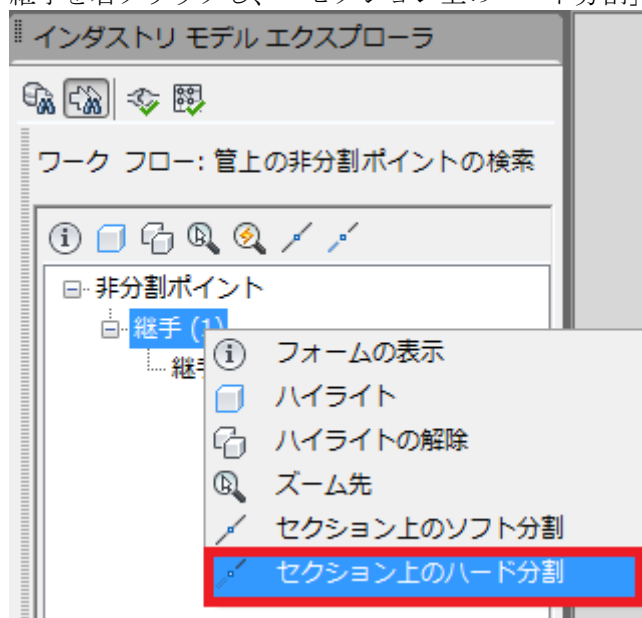 インダストリ モデル エクスプローラ
ワーク フロー: 管上の非分割ポイントの検索
非分割ポイント
継手 (1)
継手
フォームの表示
ハイライト
ハイライトの解除
ズーム先
セクション上のソフト分割
セクション上のハード分割